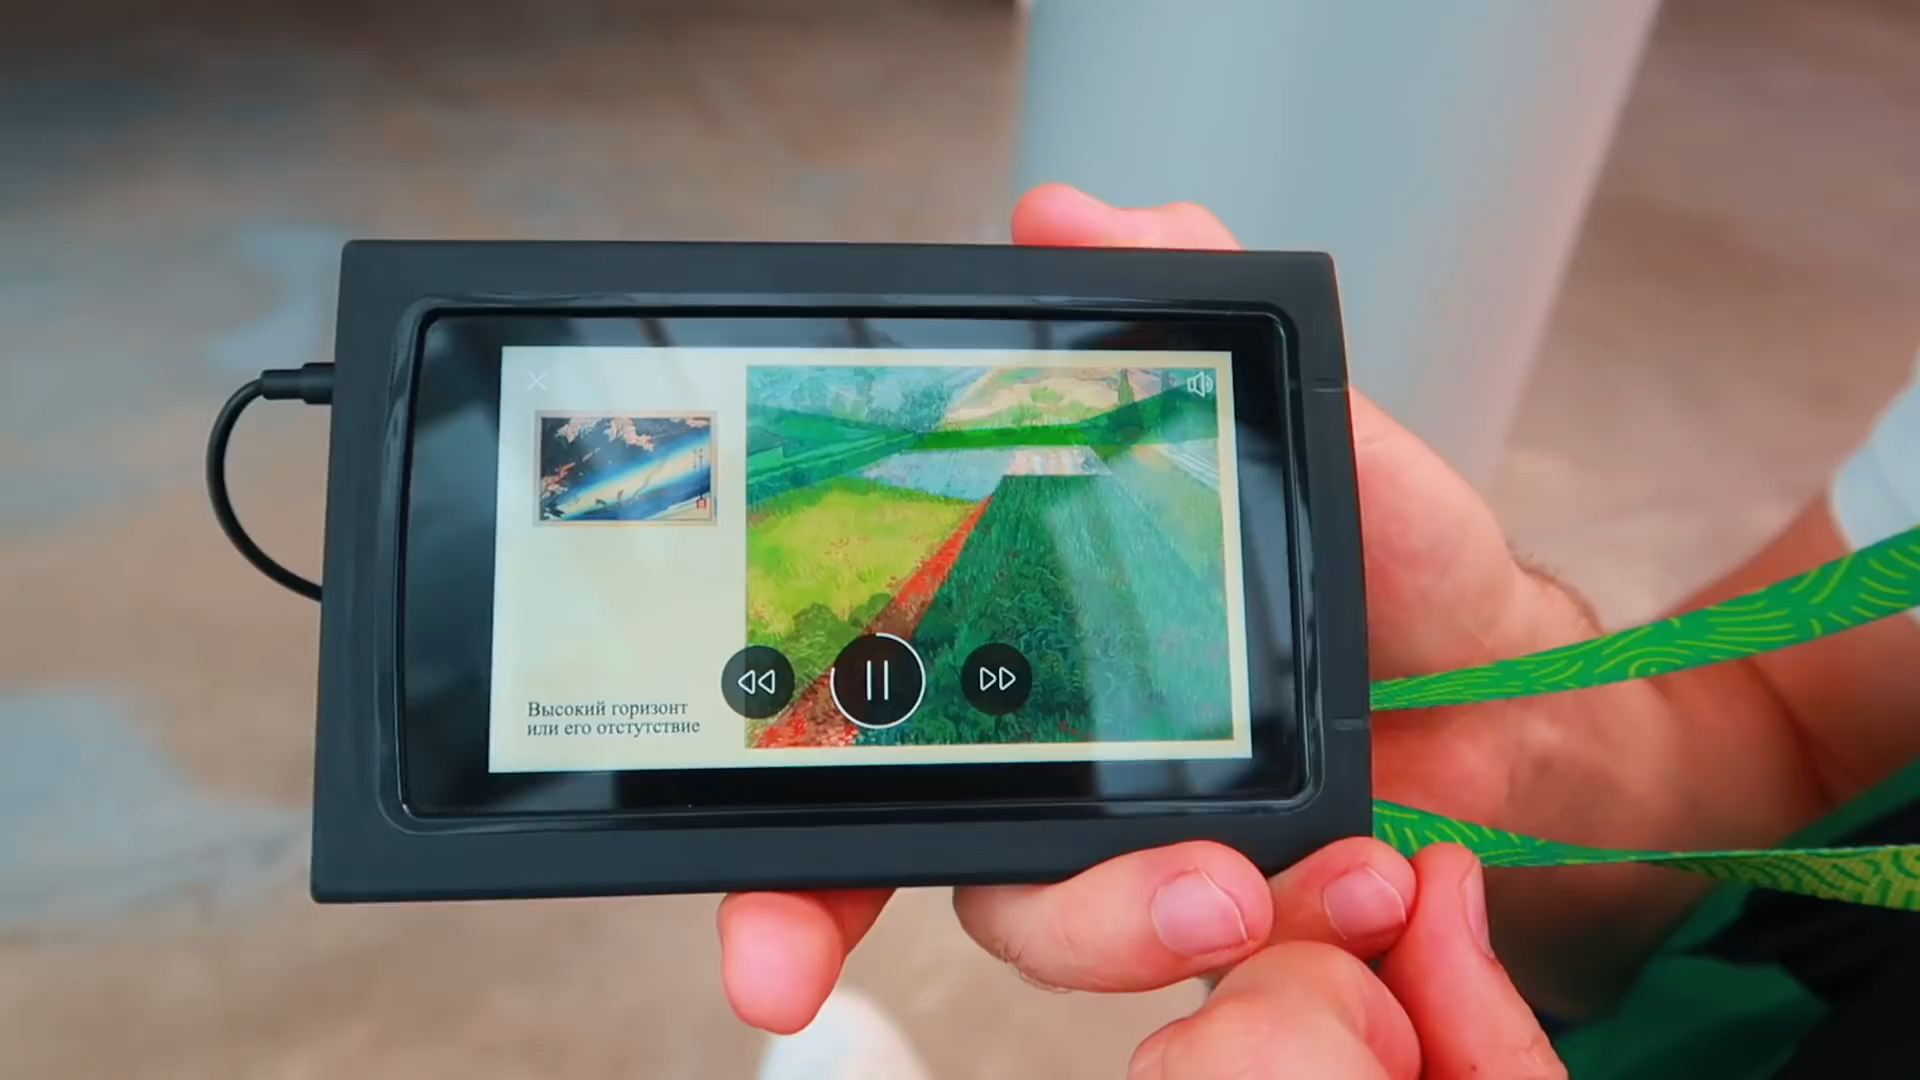 Высокий горизонт
или его отстутствие